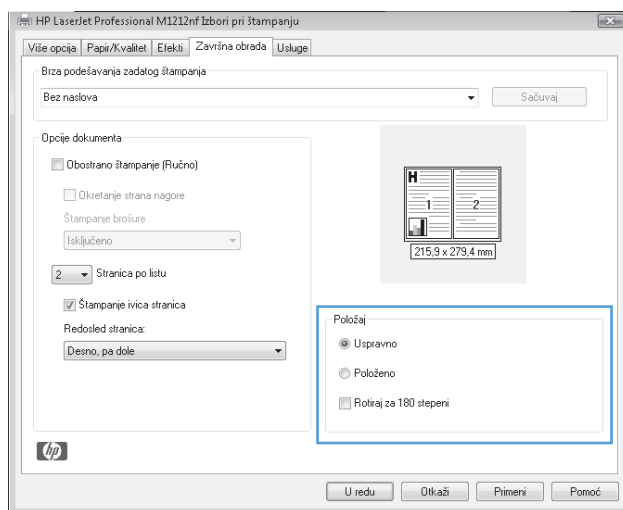 HP LaserJet Professional M1212nf Izbori pri štampanju
Više opcija Papir/Kvalitet Efekti Završna obrada Usluge
Brza podešavanja zadatog štampanja
Bez naslova Sačuvaj
Opcije dokumenta
Obostrano štampanje (Ručno)
Okretanje strana nagore
Štampanje brošure
Isključeno
2 Stranica po listu
Štampanje ivica stranica
Redosled stranica:
Desno, pa dole
H
1 2
215,9 x 279,4 mm
Položaj
Uspravno
Položeno
Rotiraj za 180 stepeni
hp
U redu Otkaži Primeni Pomoć